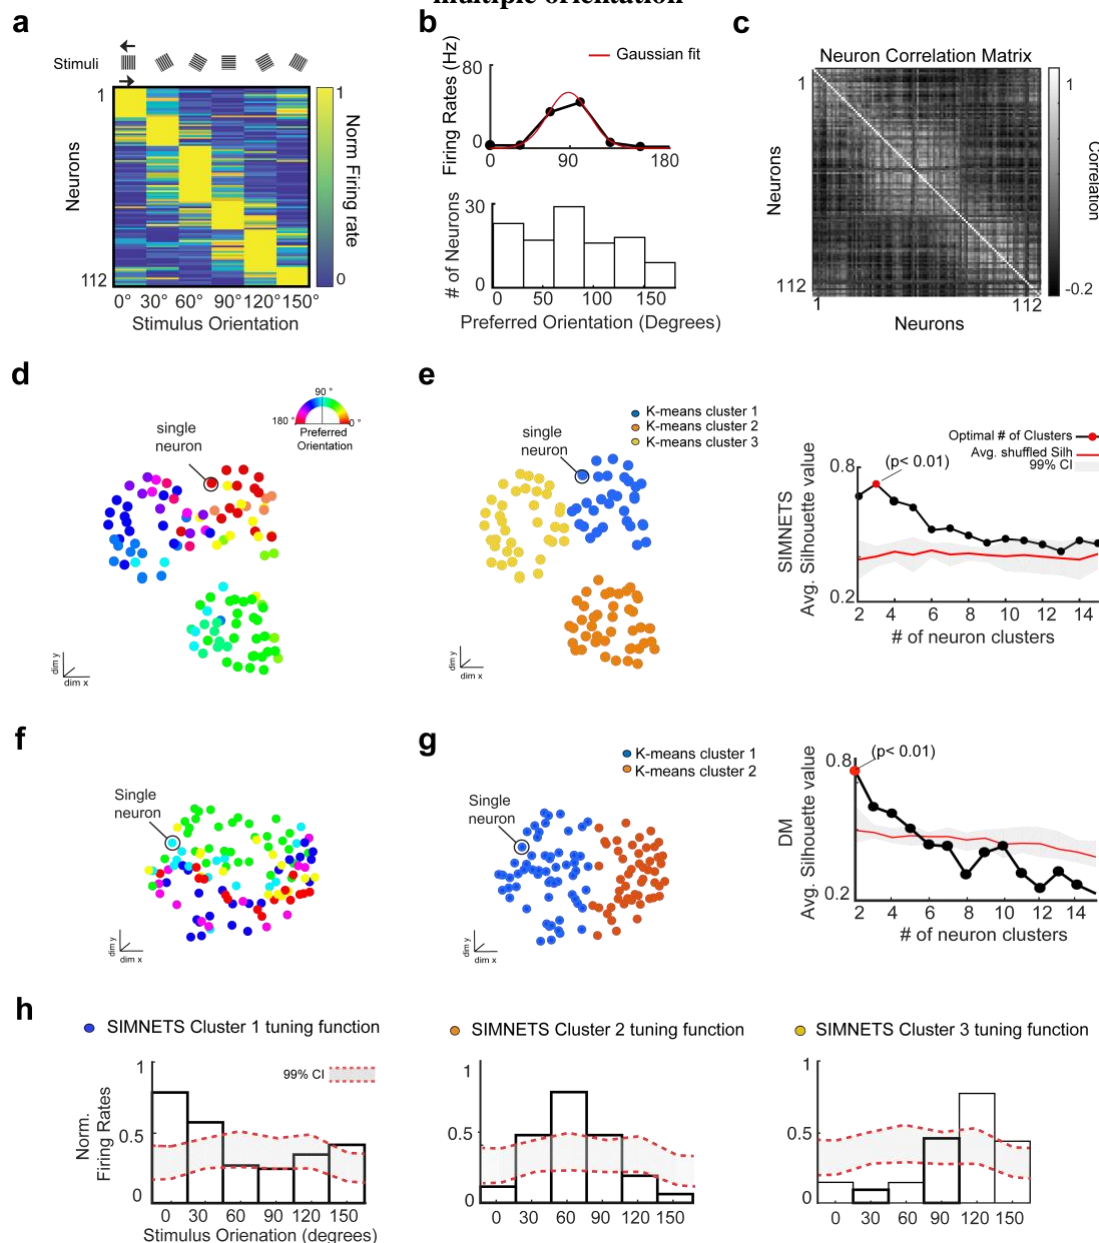 multiple orientation
a
Stimuli
1
Neurons
112
0° 30° 60° 90° 120° 150°
Stimulus Orientation
1
Norm Firing rate
0
b
Gaussian fit
Firing Rates (Hz)
80
0
0 90 180
# of Neurons
30
0
50 100 150
Preferred Orientation (Degrees)
c
Neuron Correlation Matrix
1
Neurons
112
1 112
Neurons
1
Correlation
-0.2
d
90 °
180 ° 0 °
Preferred
Orientation
single
neuron
dim y
dim x
e
K-means cluster 1
K-means cluster 2
K-means cluster 3
single
neuron
dim y
dim x
Optimal # of Clusters
Avg. shuffled Silh
99% CI
(p< 0.01)
SIMNETS
Avg. Silhouette value
0.8
0.2
2 4 6 8 10 12 14
# of neuron clusters
f
Single
neuron
dim y
dim x
g
K-means cluster 1
K-means cluster 2
Single
neuron
dim y
dim x
(p< 0.01)
DM
Avg. Silhouette value
0.8
0.2
2 4 6 8 10 12 14
# of neuron clusters
h
SIMNETS Cluster 1 tuning function
99% CI
Norm.
Firing Rates
1
0.5
0
0 30 60 90 120 150
Stimulus Orienation (degrees)
SIMNETS Cluster 2 tuning function
1
0.5
0
0 30 60 90 120 150
SIMNETS Cluster 3 tuning function
1
0.5
0
0 30 60 90 120 150